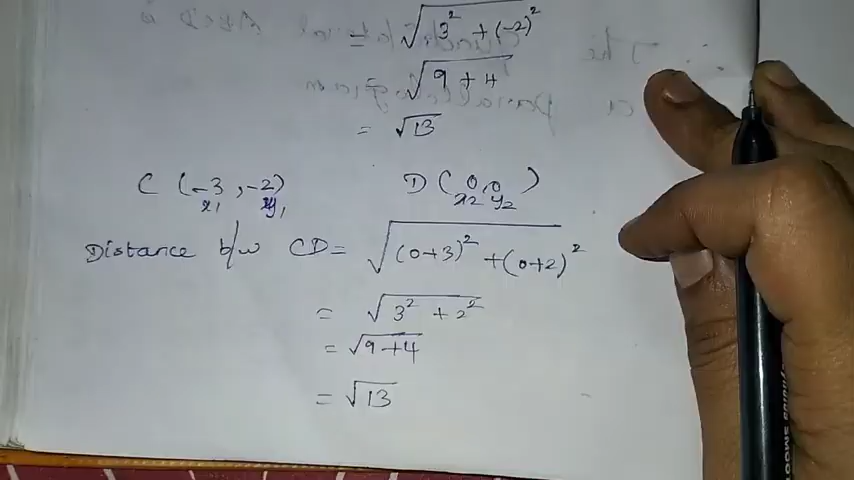 = √3² + (-2)²
= √9 + 4
= √13
C (-3, -2) D (0, 0)
x₁ y₁ x₂ y₂
Distance b/w CD = √(0+3)² + (0+2)²
= √3² + 2²
= √9+4
= √13